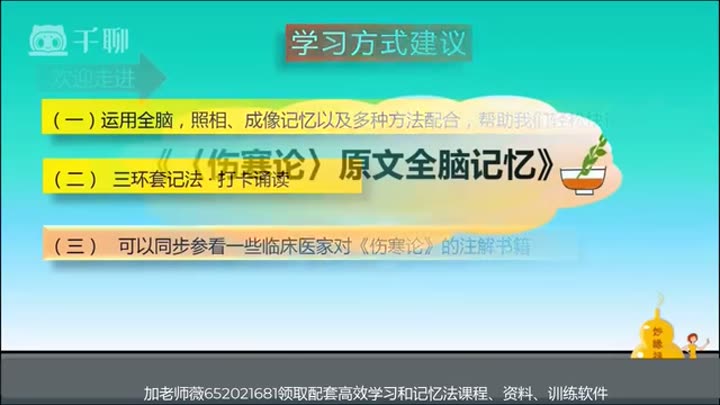 千聊
学习方式建议
欢迎走进
（一）运用全脑，照相、成像记忆以及多种方法配合，帮助我们轻松快
《〈伤寒论〉原文全脑记忆》
（二） 三环套记法·打卡诵读
（三） 可以同步参看一些临床医家对《伤寒论》的注解书籍
加老师薇652021681领取配套高效学习和记忆法课程、资料、训练软件